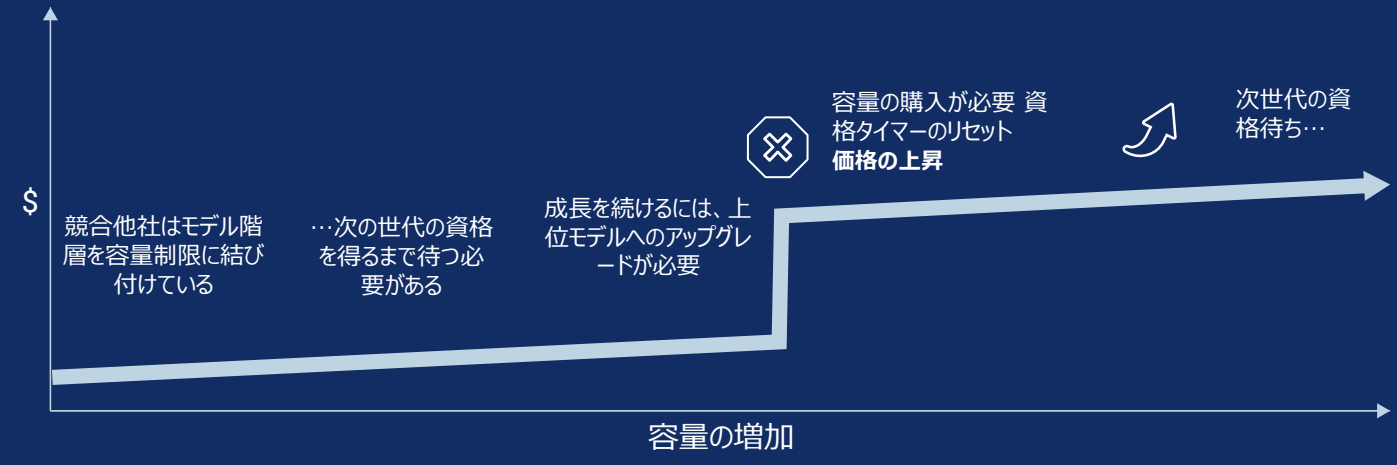 $
競合他社はモデル階
層を容量制限に結び
付けている
…次の世代の資格
を得るまで待つ必
要がある
成長を続けるには、上
位モデルへのアップグレ
ードが必要
容量の購入が必要 資
格タイマーのリセット
価格の上昇
次世代の資
格待ち…
容量の増加